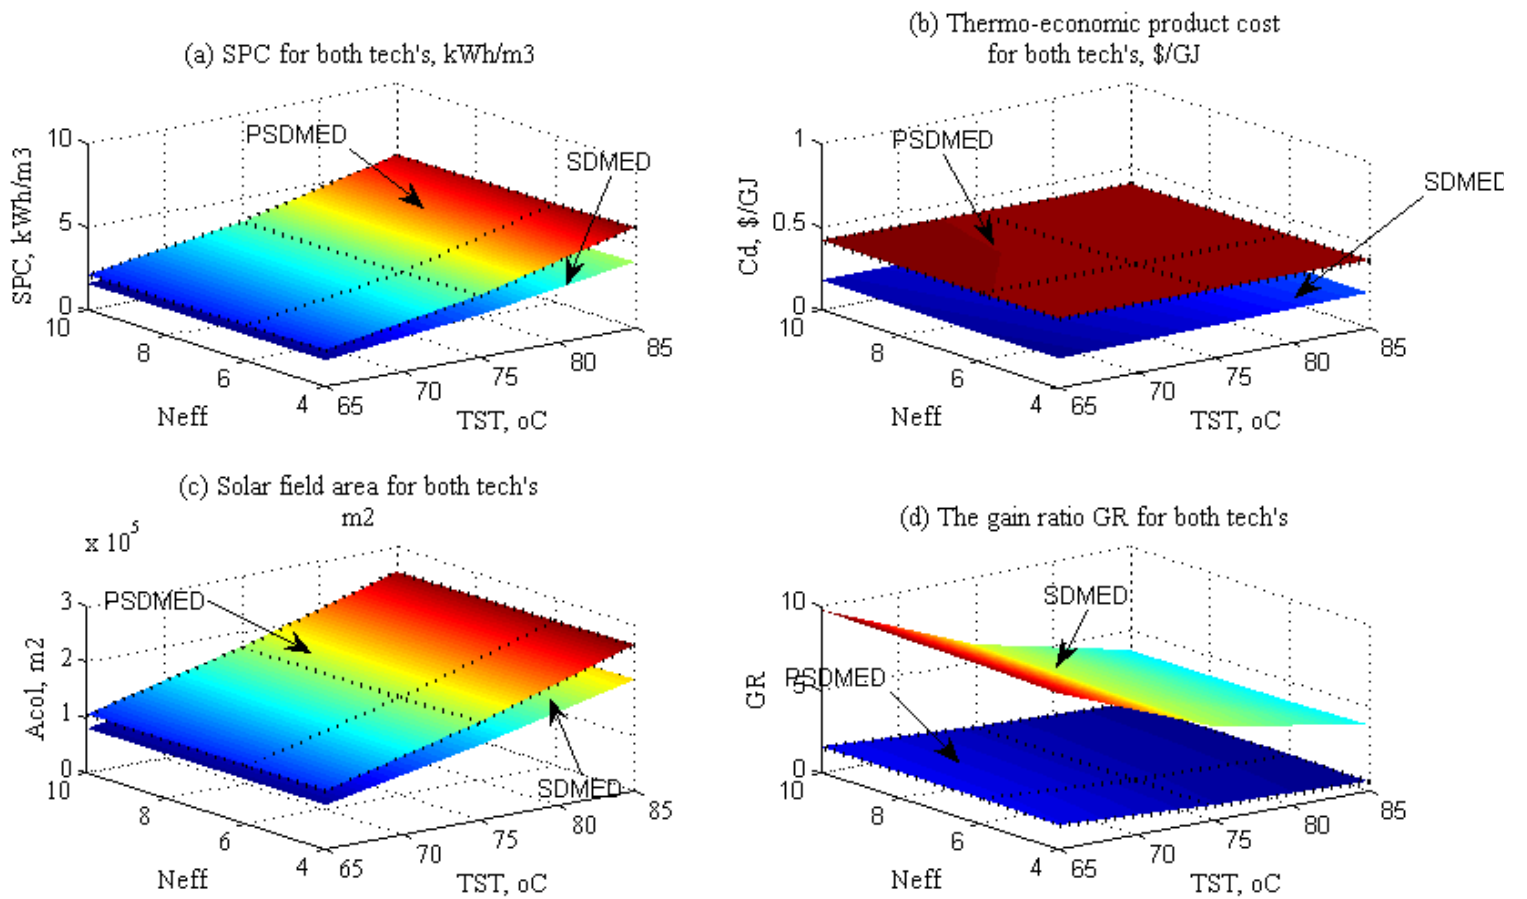 (a) SPC for both tech's, kWh/m3
PSDMED
SDMED
SPC, kWh/m3
10
5
0
10
8
6
4
Neff
65
70
75
80
85
TST, oC
(b) Thermo-economic product cost
for both tech's, $/GJ
PSDMED
SDMED
Cd, $/GJ
1
0.5
0
10
8
6
4
Neff
65
70
75
80
85
TST, oC
(c) Solar field area for both tech's
m2
x 10^5
PSDMED
SDMED
Acol, m2
3
2
1
0
10
8
6
4
Neff
65
70
75
80
85
TST, oC
(d) The gain ratio GR for both tech's
SDMED
PSDMED
GR
10
5
0
10
8
6
4
Neff
65
70
75
80
85
TST, oC